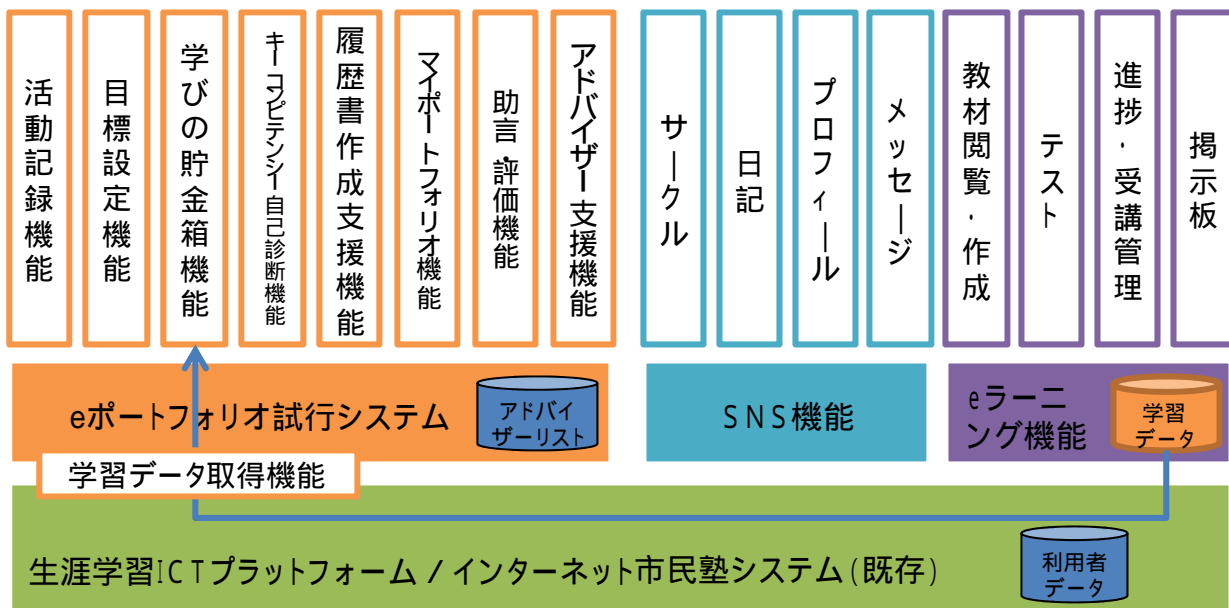 活動記録機能
目標設定機能
学びの貯金箱機能
キーコンピテンシー自己診断機能
履歴書作成支援機能
マイポートフォリオ機能
助言・評価機能
アドバイザー支援機能
サークル
日記
プロフィール
メッセージ
教材閲覧・作成
テスト
進捗・受講管理
掲示板
eポートフォリオ試行システム
アドバイ
ザーリスト
SNS機能
eラーニ
ング機能
学習
データ
学習データ取得機能
生涯学習ICTプラットフォーム/インターネット市民塾システム(既存)
利用者
データ